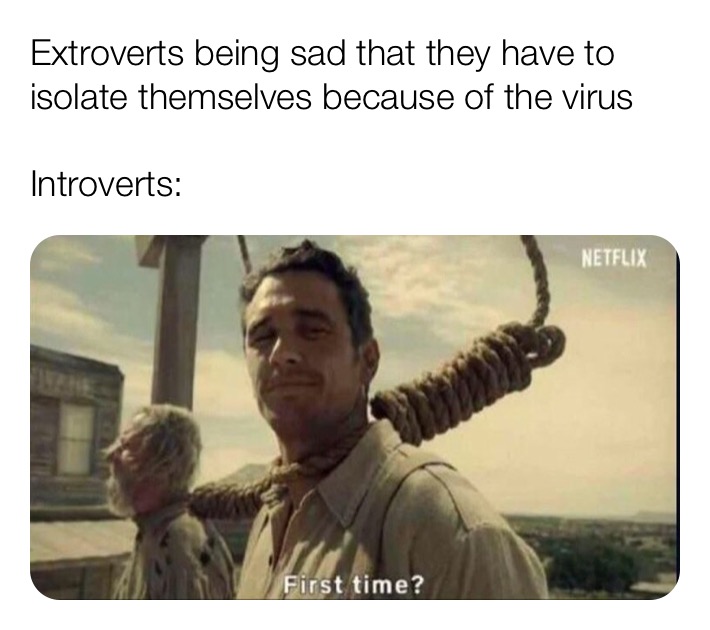 Extroverts being sad that they have to
isolate themselves because of the virus
Introverts:
NETFLIX
First time?